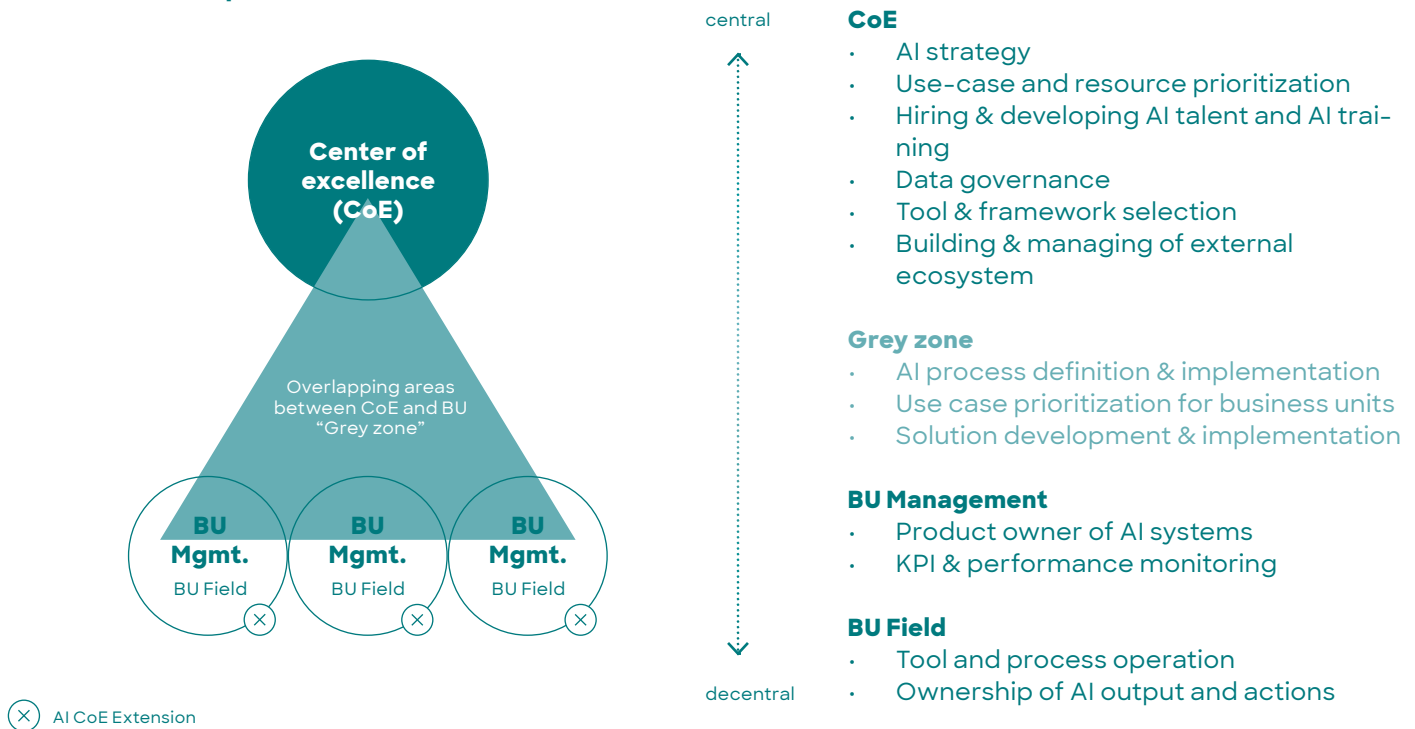 Center of
excellence
(CoE)
Overlapping areas
between CoE and BU
“Grey zone”
BU
Mgmt.
BU Field
BU
Mgmt.
BU Field
BU
Mgmt.
BU Field
AI CoE Extension
central
decentral
CoE
• AI strategy
• Use-case and resource prioritization
• Hiring & developing AI talent and AI trai-
ning
• Data governance
• Tool & framework selection
• Building & managing of external
ecosystem
Grey zone
• AI process definition & implementation
• Use case prioritization for business units
• Solution development & implementation
BU Management
• Product owner of AI systems
• KPI & performance monitoring
BU Field
• Tool and process operation
• Ownership of AI output and actions